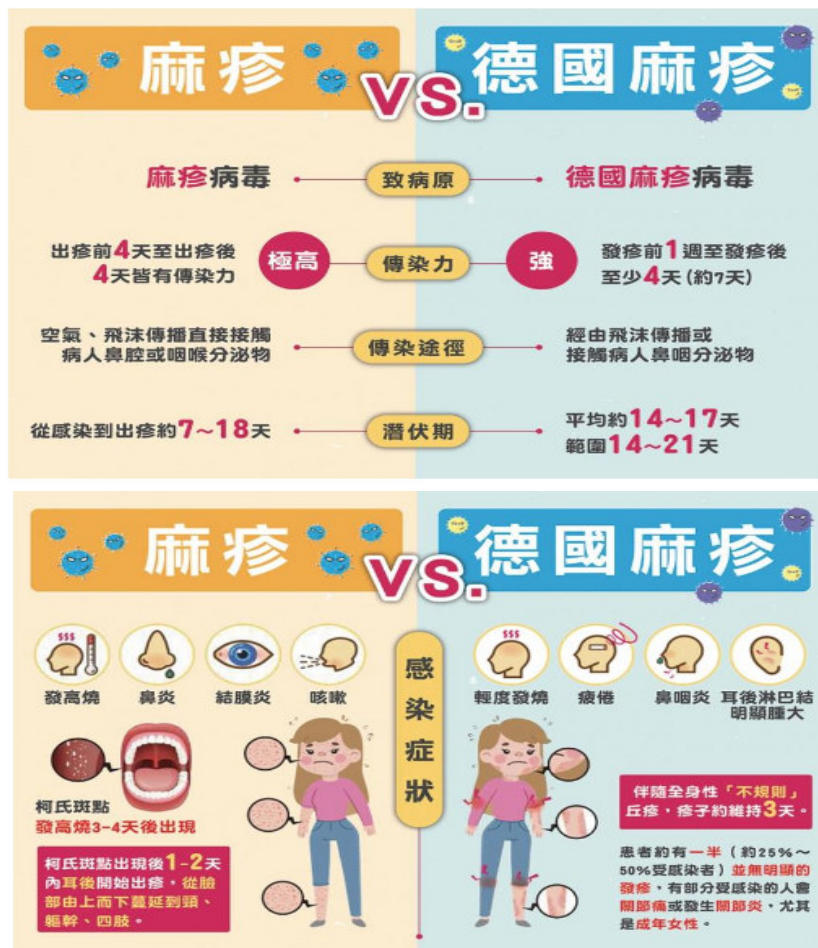 麻疹
VS.
德國麻疹
麻疹病毒
致病原
德國麻疹病毒
出疹前4天至出疹後
4天皆有傳染力
極高
傳染力
強
發疹前1週至發疹後
至少4天(約7天)
空氣、飛沫傳播直接接觸
病人鼻腔或咽喉分泌物
傳染途徑
經由飛沫傳播或
接觸病人鼻咽分泌物
從感染到出疹約7~18天
潛伏期
平均約14~17天
範圍14~21天
麻疹
VS.
德國麻疹
感染症狀
發高燒
鼻炎
結膜炎
咳嗽
柯氏斑點
發高燒3-4天後出現
柯氏斑點出現後1-2天
內耳後開始出疹,從臉
部由上而下蔓延到頸、
軀幹、四肢。
輕度發燒
疲倦
鼻咽炎
耳後淋巴結
明顯腫大
伴隨全身性「不規則」
丘疹,疹子約維持3天。
患者約有一半(約25%~
50%受感染者)並無明顯的
發疹,有部分受感染的人會
關節痛或發生關節炎,尤其
是成年女性。